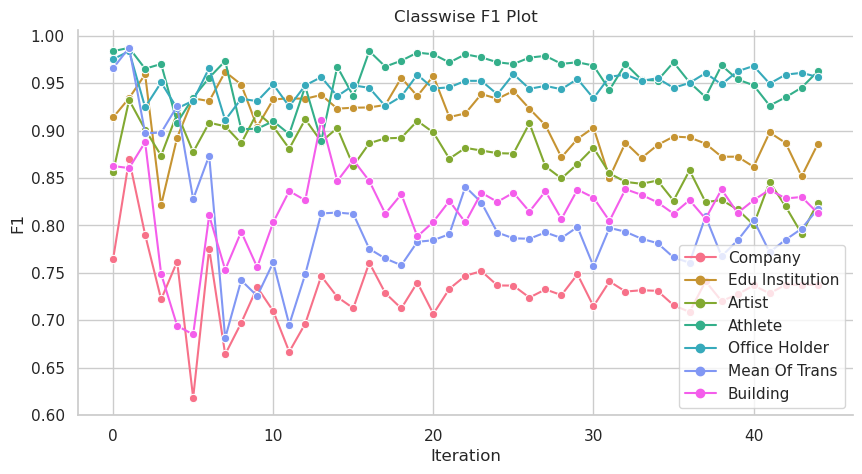 Classwise F1 Plot
1.00
0.95
0.90
0.85
0.80
0.75
0.70
0.65
0.60
F1
0
10
20
30
40
Iteration
Company
Edu Institution
Artist
Athlete
Office Holder
Mean Of Trans
Building